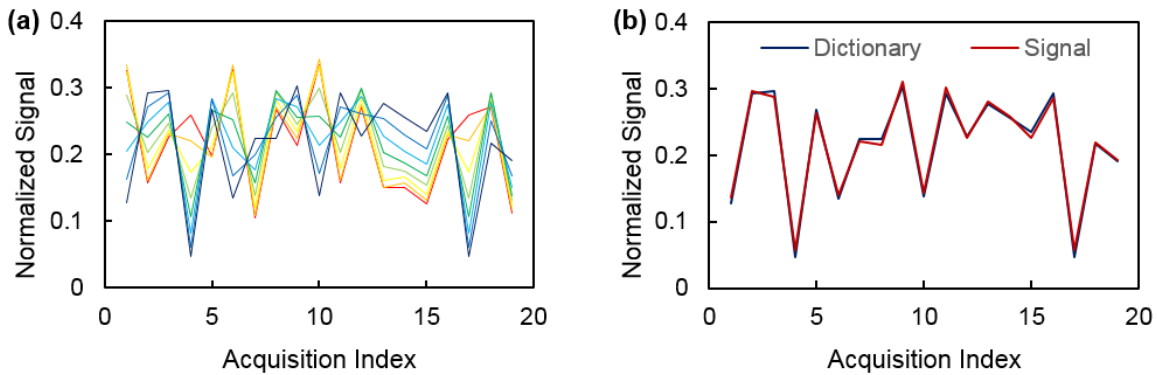 (a)
0.4
0.3
0.2
0.1
0
Normalized Signal
0 5 10 15 20
Acquisition Index
(b)
0.4
0.3
0.2
0.1
0
Normalized Signal
Dictionary Signal
0 5 10 15 20
Acquisition Index